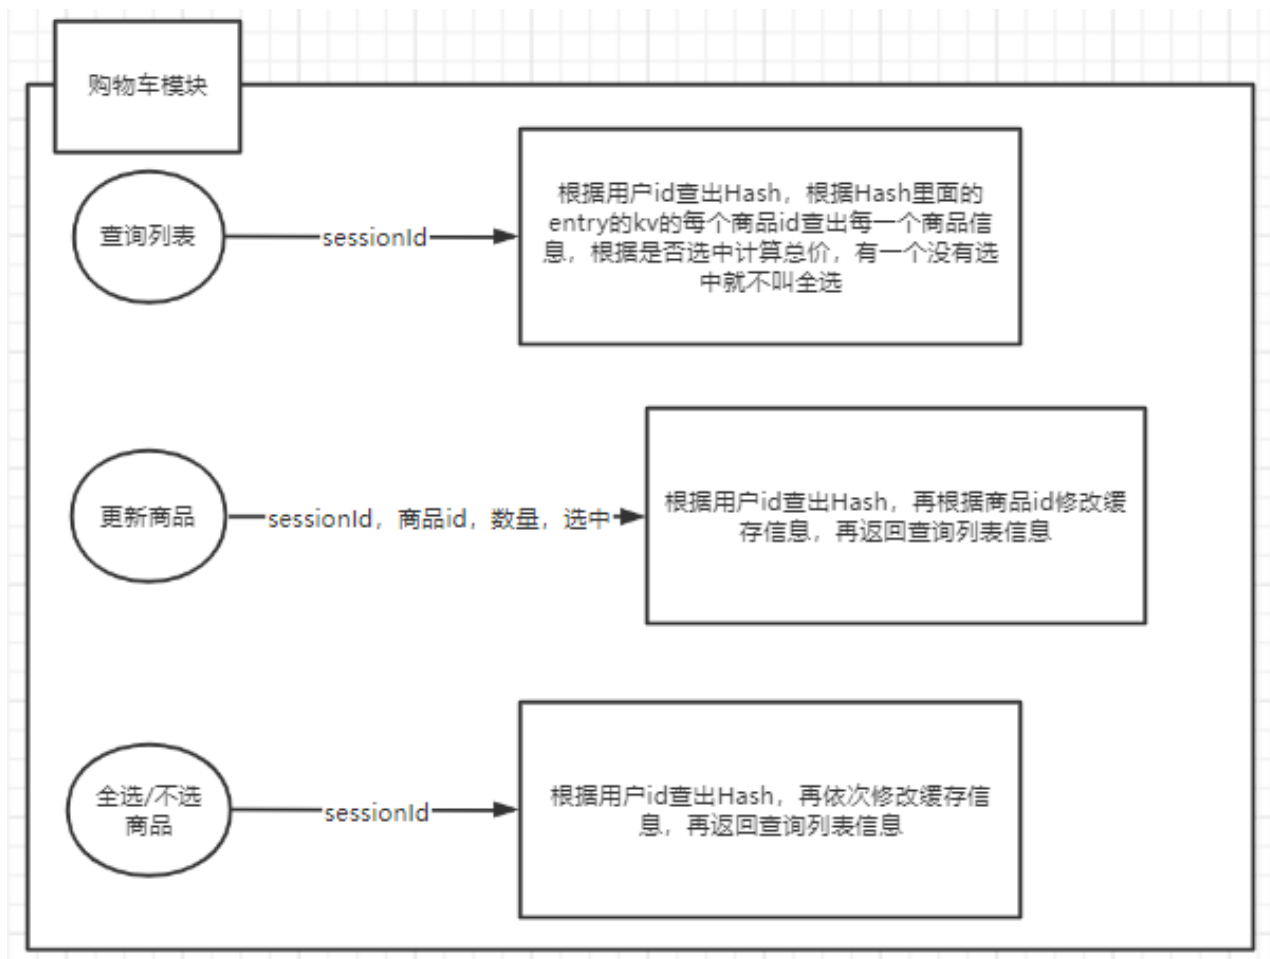 购物车模块
查询列表
sessionId
根据用户id查出Hash，根据Hash里面的
entry的kv的每个商品id查出每一个商品信
息，根据是否选中计算总价，有一个没有选
中就不叫全选
更新商品
sessionId，商品id，数量，选中
根据用户id查出Hash，再根据商品id修改缓
存信息，再返回查询列表信息
全选/不选
商品
sessionId
根据用户id查出Hash，再依次修改缓存信
息，再返回查询列表信息